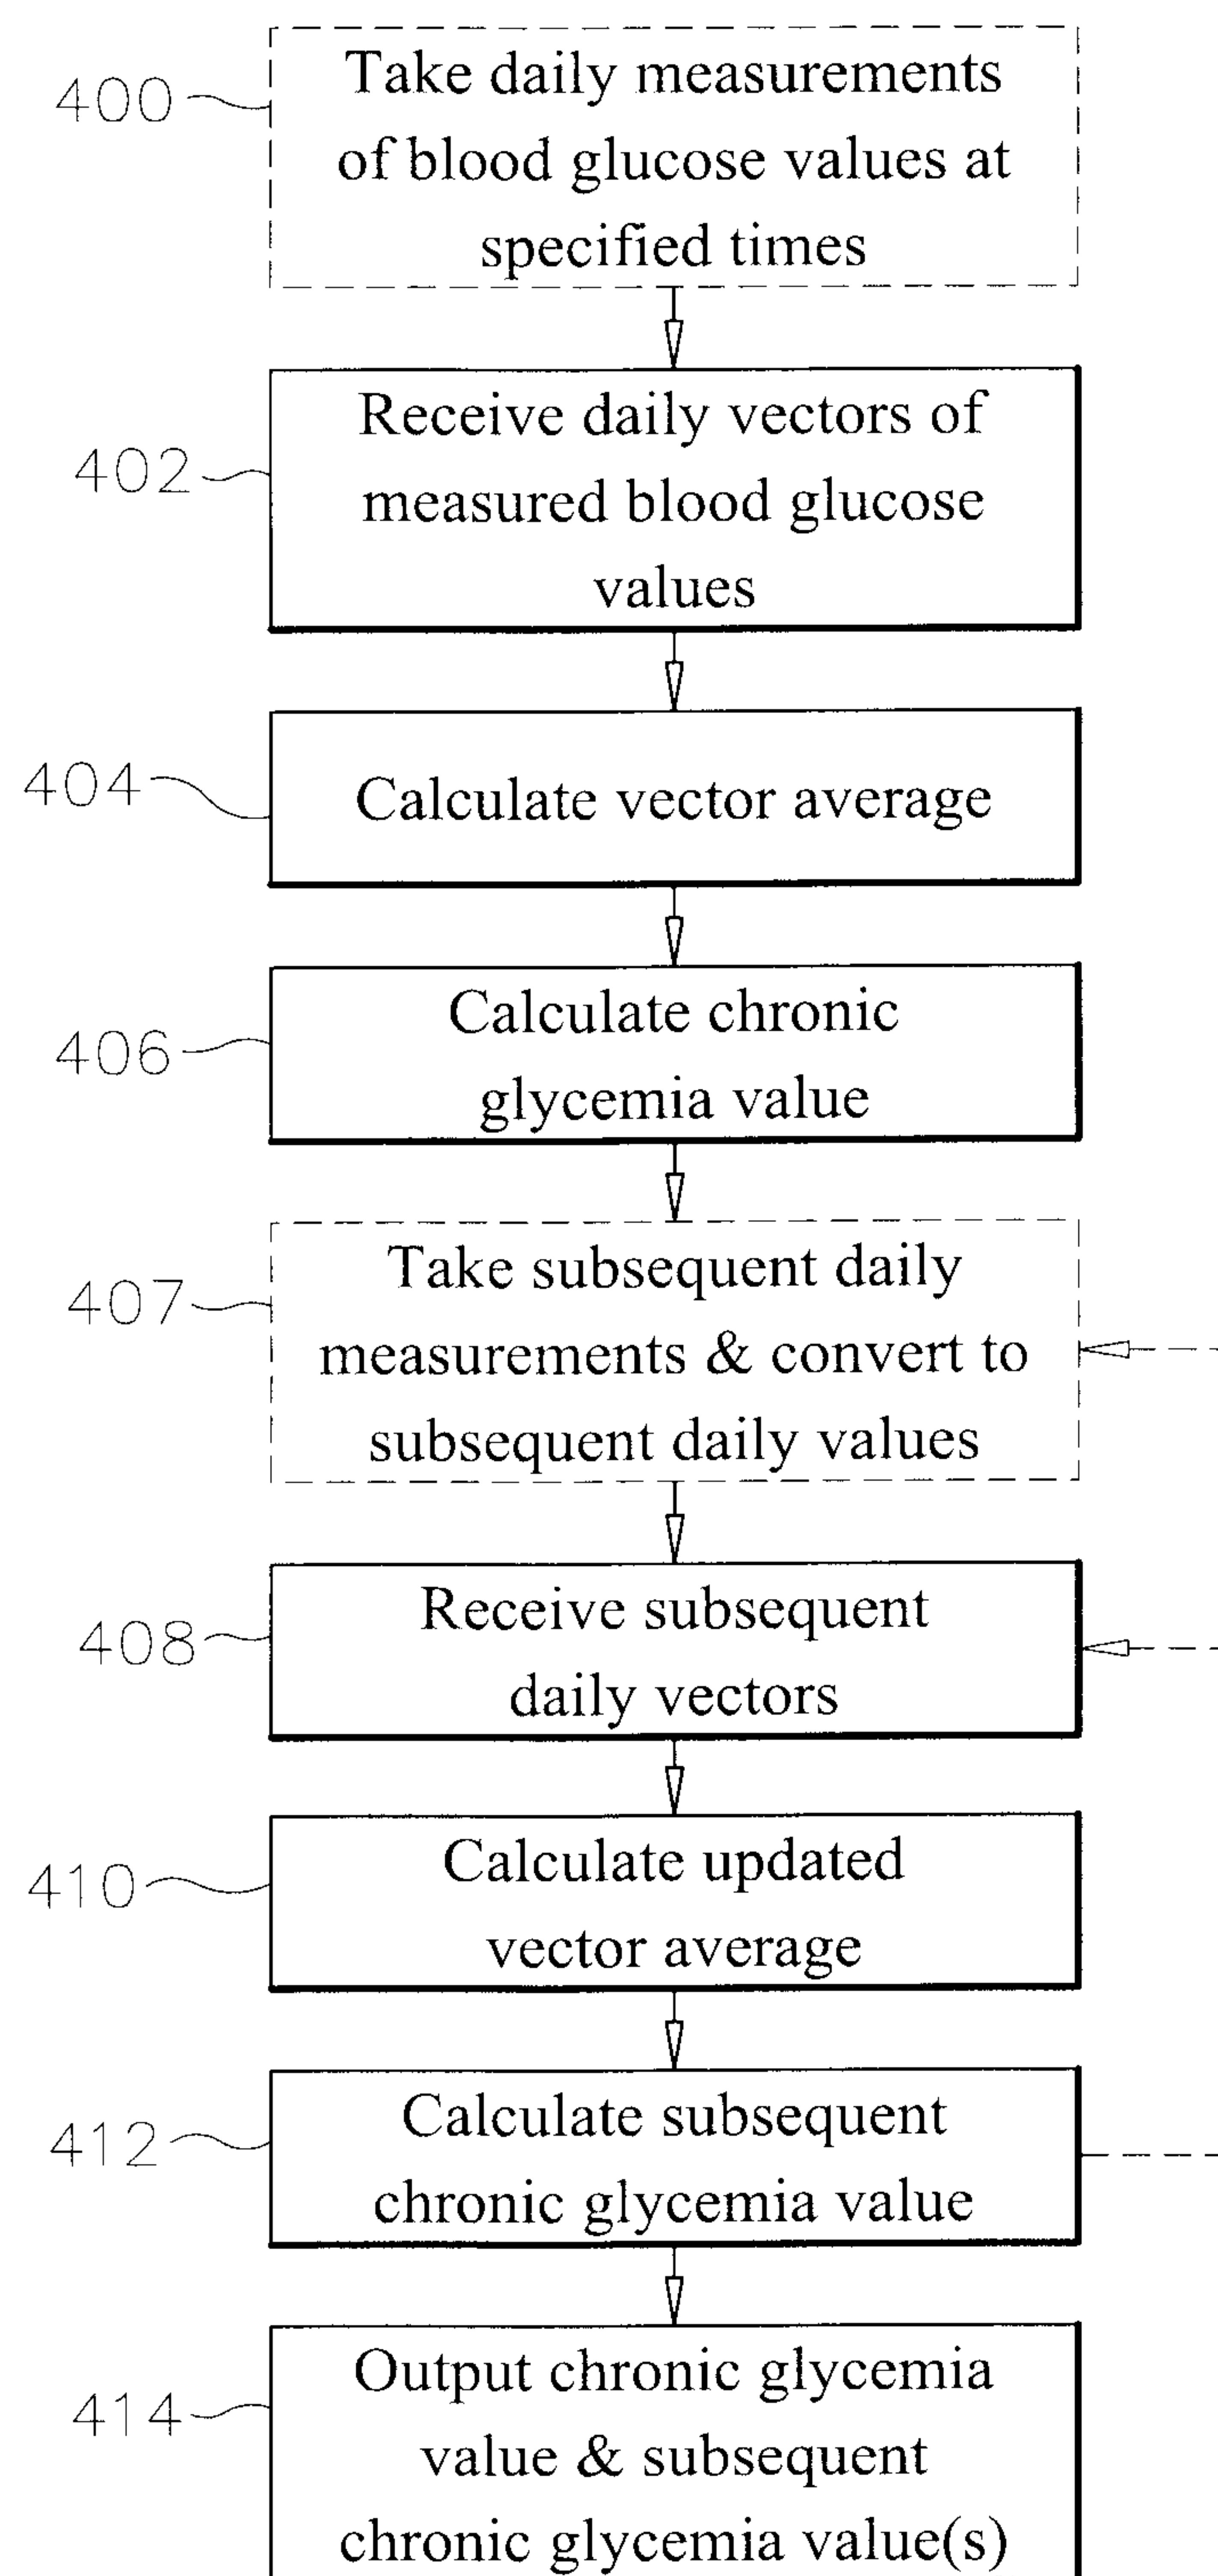 400
Take daily measurements
of blood glucose values at
specified times
402
Receive daily vectors of
measured blood glucose
values
404
Calculate vector average
406
Calculate chronic
glycemia value
407
Take subsequent daily
measurements & convert to
subsequent daily values
408
Receive subsequent
daily vectors
410
Calculate updated
vector average
412
Calculate subsequent
chronic glycemia value
414
Output chronic glycemia
value & subsequent
chronic glycemia value(s)